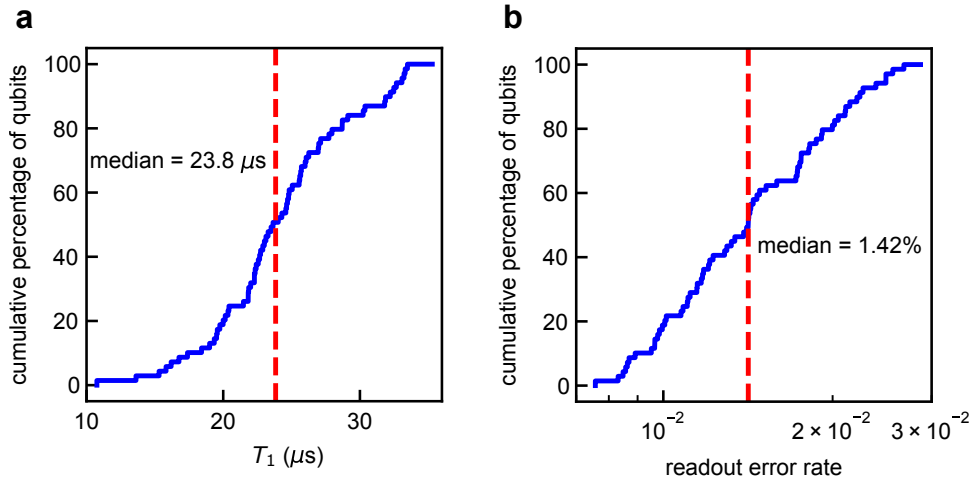 a
cumulative percentage of qubits
100
80
60
40
20
0
median = 23.8 μs
10
20
30
T₁ (μs)
b
cumulative percentage of qubits
100
80
60
40
20
0
median = 1.42%
10⁻²
2 × 10⁻²
3 × 10⁻²
readout error rate